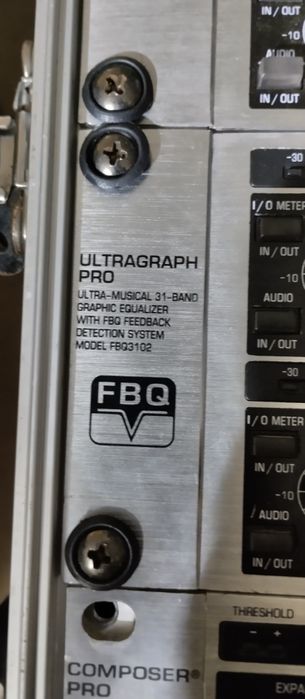 IN / OUT
-10
AUDIO
IN / OUT
-30
I / O METER
ULTRAGRAPH
PRO
ULTRA-MUSICAL 31-BAND
GRAPHIC EQUALIZER
WITH FBQ FEEDBACK
DETECTION SYSTEM
MODEL FBQ3102
IN / OUT
-10
AUDIO
IN / OUT
-30
FBQ
I / O METER
IN / OUT
-10
AUDIO
IN / OUT
THRESHOLD
- +
COMPOSER®
PRO